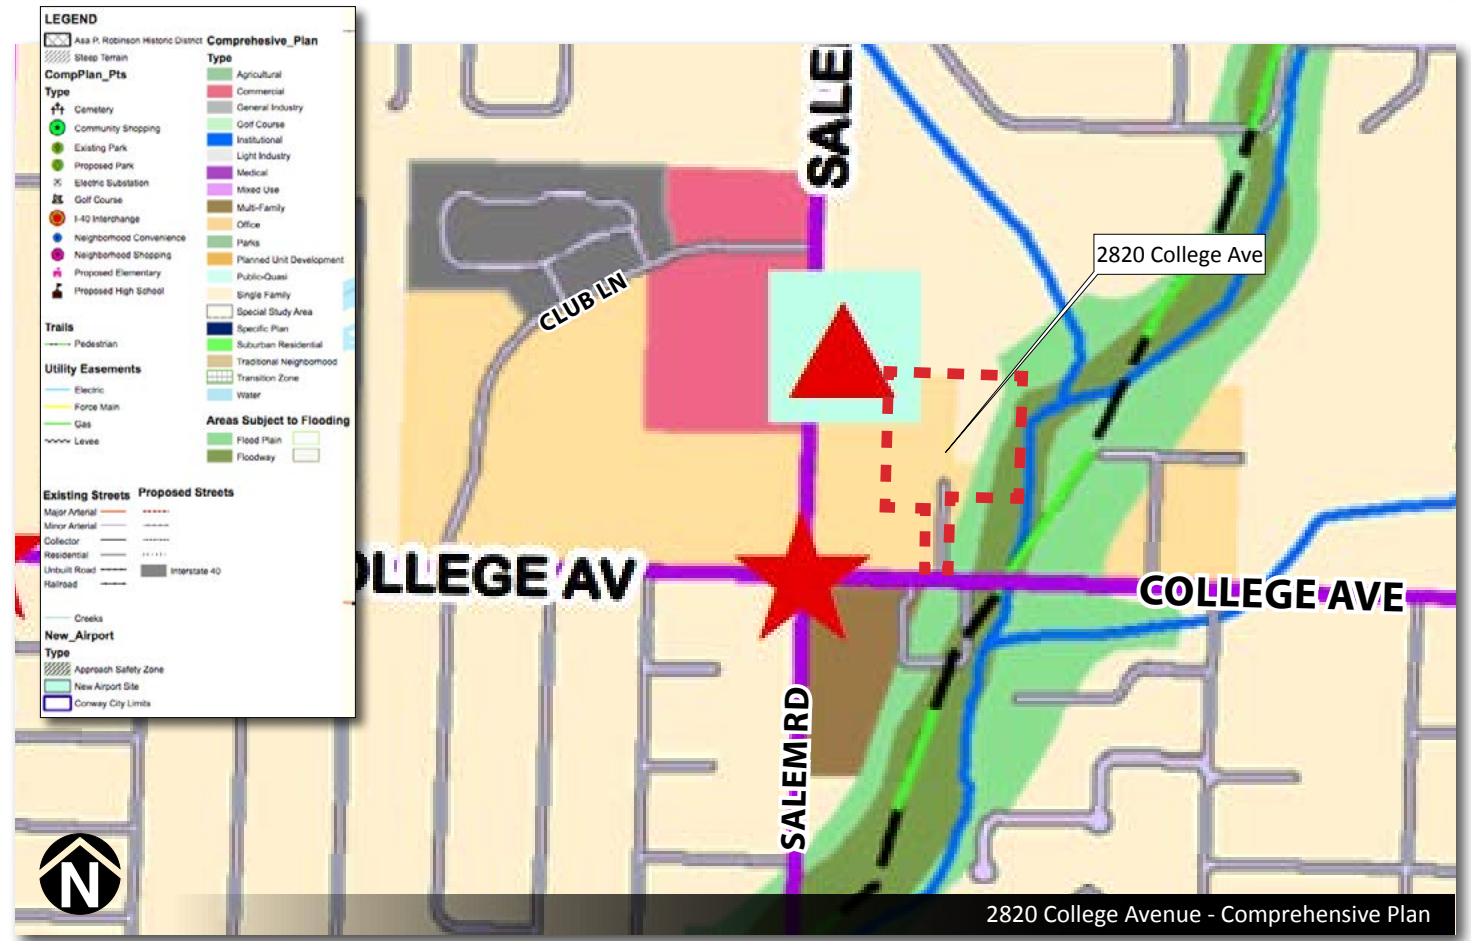 LEGEND
Asa P. Robinson Historic District
Steep Terrain
CompPlan_Pts
Type
Cemetery
Community Shopping
Existing Park
Proposed Park
Electric Substation
Golf Course
I-40 Interchange
Neighborhood Convenience
Neighborhood Shopping
Proposed Elementary
Proposed High School
Trails
Pedestrian
Utility Easements
Electric
Force Main
Gas
Levee
Comprehesive_Plan
Type
Agricultural
Commercial
General Industry
Golf Course
Institutional
Light Industry
Medical
Mixed Use
Multi-Family
Office
Parks
Planned Unit Development
Public-Quasi
Single Family
Special Study Area
Specific Plan
Suburban Residential
Traditional Neighborhood
Transition Zone
Water
Areas Subject to Flooding
Flood Plain
Floodway
Existing Streets Proposed Streets
Major Arterial
Minor Arterial
Collector
Residential
Unbuilt Road
Railroad
Interstate 40
Creeks
New_Airport
Type
Approach Safety Zone
New Airport Site
Conway City Limits
SALE
2820 College Ave
CLUB LN
OLLEGE AV
COLLEGE AVE
SALEM RD
N
2820 College Avenue - Comprehensive Plan